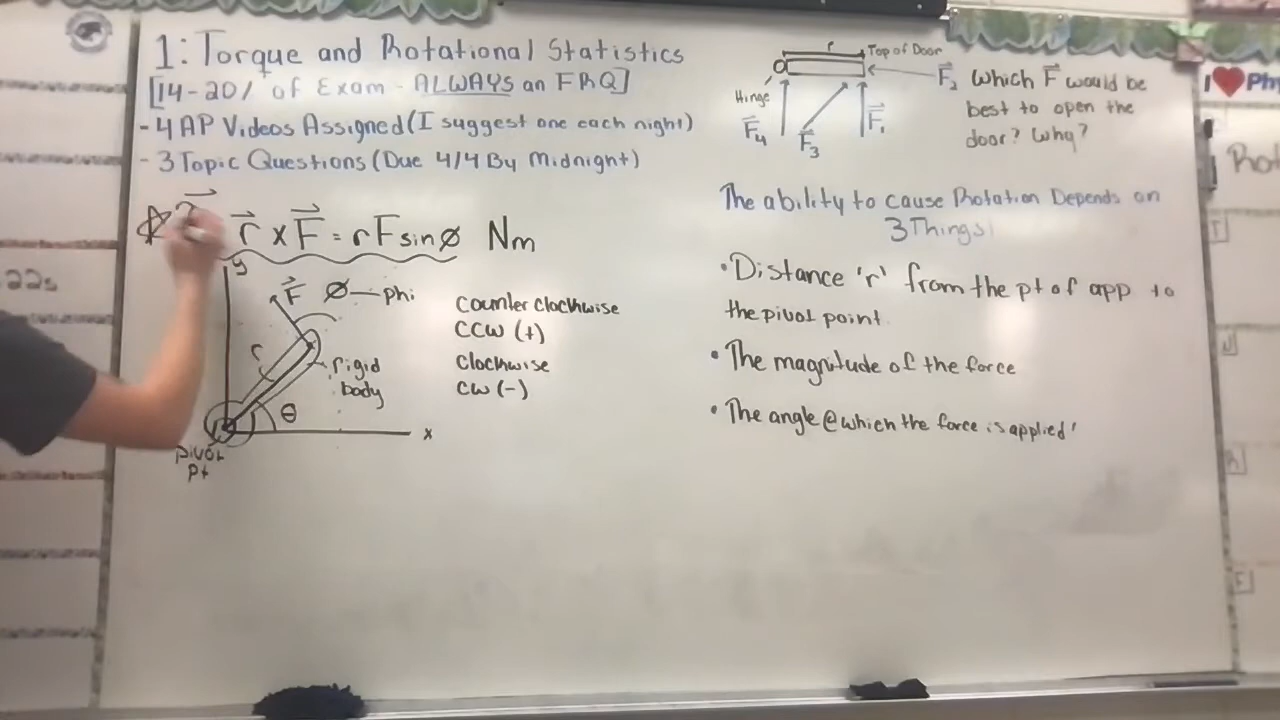 1: Torque and Rotational Statistics
[14-20% of Exam - ALWAYS an FRQ]
- 4 AP Videos Assigned (I suggest one each night)
- 3 Topic Questions (Due 4/4 By Midnight)
r x F = rF sin ø Nm
y
F ø — phi
r
rigid
body
θ
x
pivot
pt
counter clockwise
CCW (+)
Clockwise
CW (-)
r Top of Door
Hinge
F₄
F₃
F₁
F₂ Which F would be
best to open the
door? Why?
The ability to cause Rotation Depends on
3 Things
• Distance 'r' from the pt of app to
the pivot point
• The magnitude of the force
• The angle @ which the force is applied
22s
I ❤ Phy
Rot